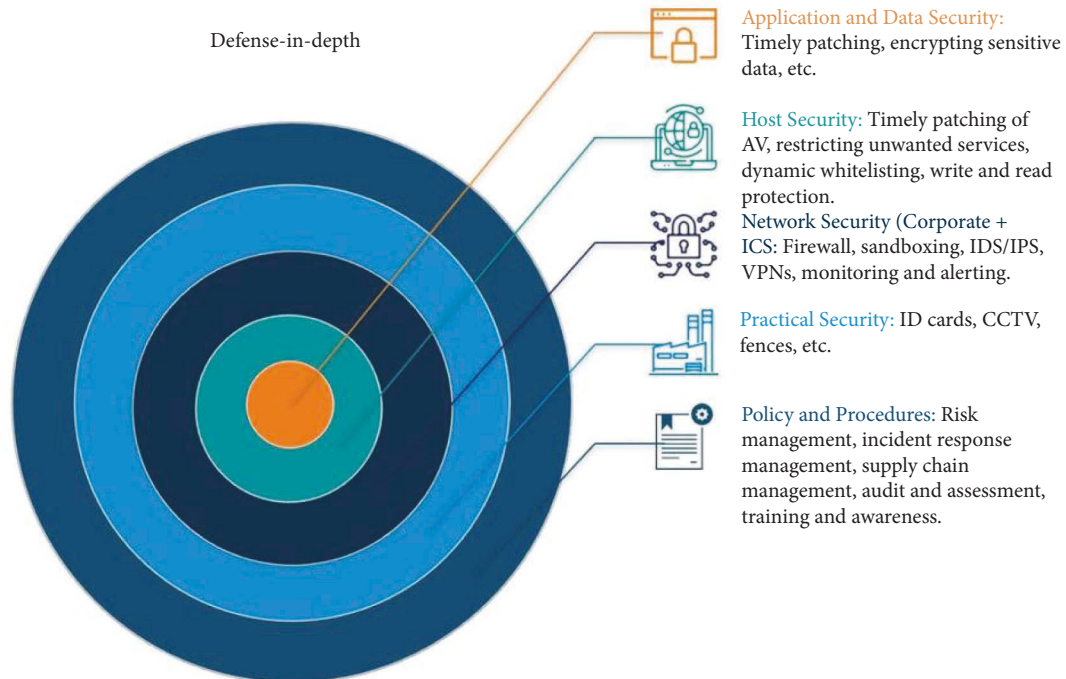 Defense-in-depth
Application and Data Security:
Timely patching, encrypting sensitive
data, etc.
Host Security: Timely patching of
AV, restricting unwanted services,
dynamic whitelisting, write and read
protection.
Network Security (Corporate +
ICS: Firewall, sandboxing, IDS/IPS,
VPNs, monitoring and alerting.
Practical Security: ID cards, CCTV,
fences, etc.
Policy and Procedures: Risk
management, incident response
management, supply chain
management, audit and assessment,
training and awareness.